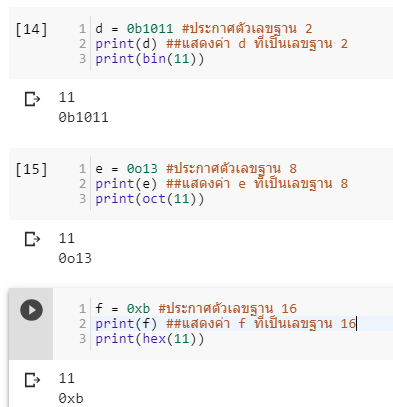 [14] 1 d = 0b1011 #ประกาศตัวเลขฐาน 2
2 print(d) ##แสดงค่า d ที่เป็นเลขฐาน 2
3 print(bin(11))
11
0b1011
[15] 1 e = 0o13 #ประกาศตัวเลขฐาน 8
2 print(e) ##แสดงค่า e ที่เป็นเลขฐาน 8
3 print(oct(11))
11
0o13
1 f = 0xb #ประกาศตัวเลขฐาน 16
2 print(f) ##แสดงค่า f ที่เป็นเลขฐาน 16
3 print(hex(11))
11
0xb